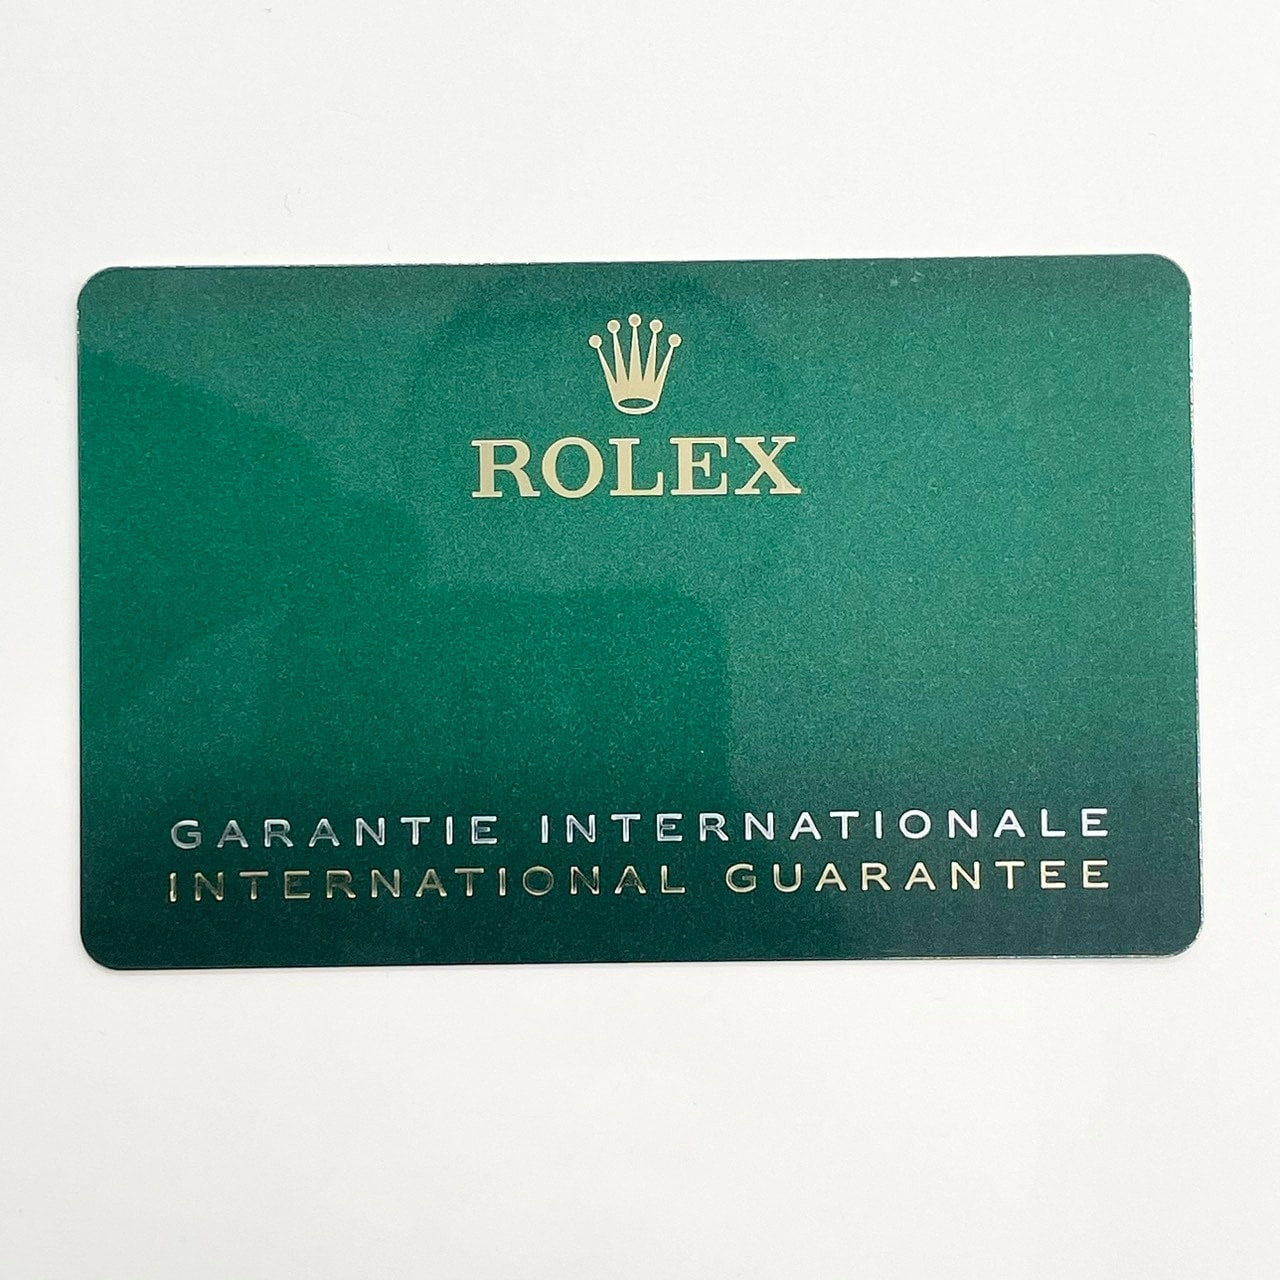 ROLEX
GARANTIE INTERNATIONALE
INTERNATIONAL GUARANTEE